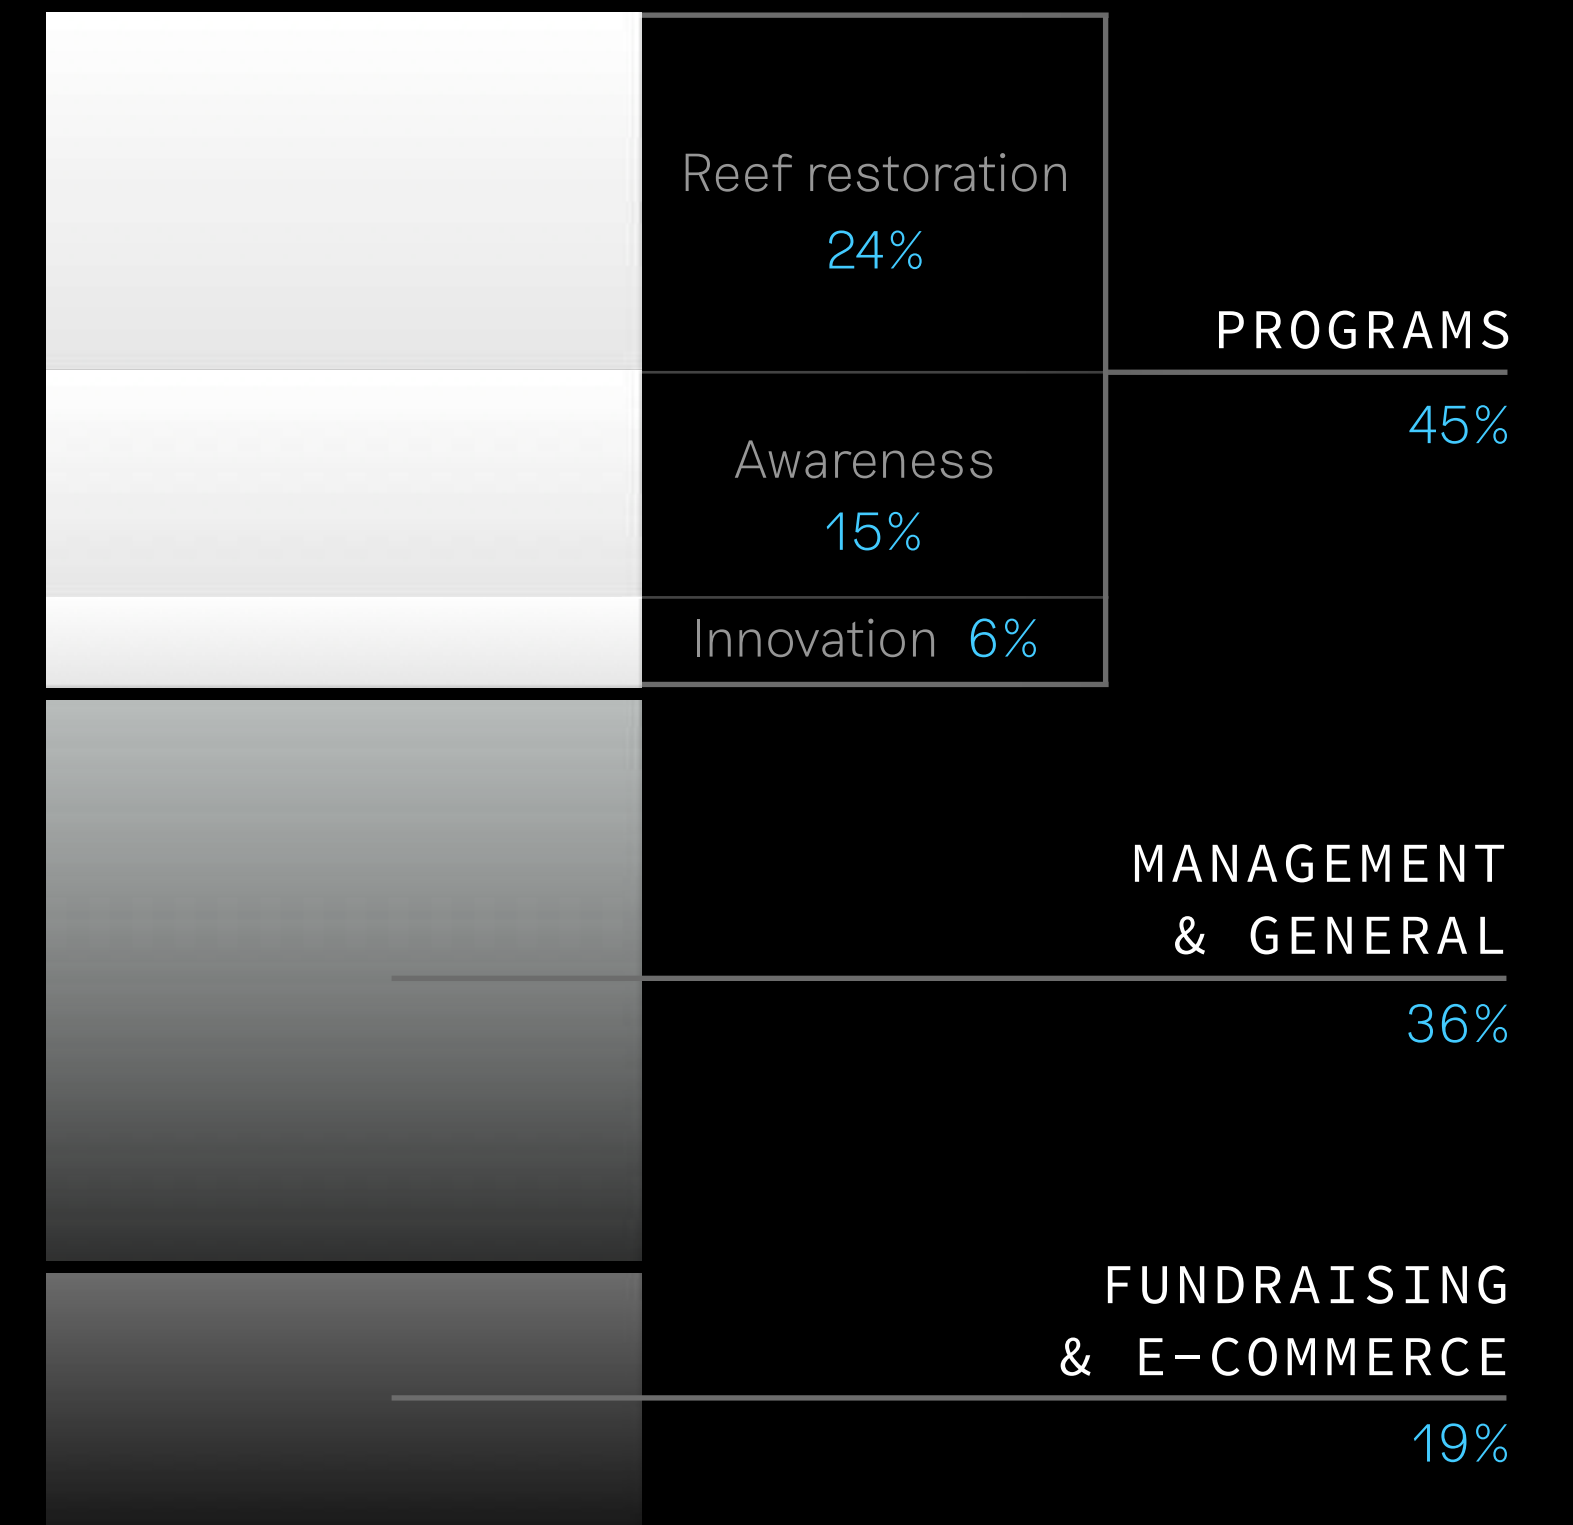 Reef restoration
24%
PROGRAMS
45%
Awareness
15%
Innovation 6%
MANAGEMENT
& GENERAL
36%
FUNDRAISING
& E-COMMERCE
19%